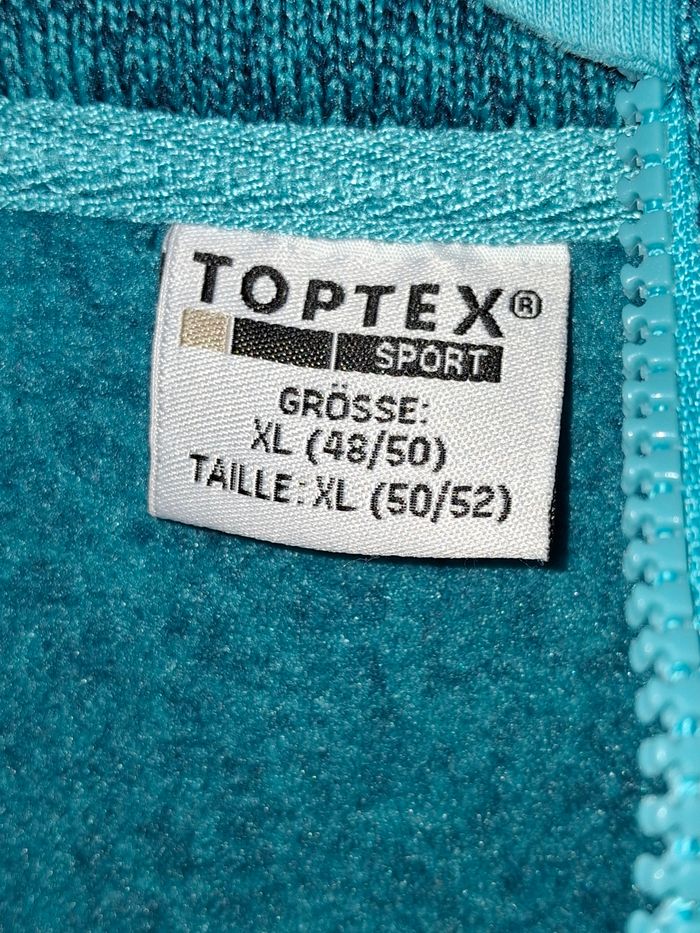 TOPTEX®
SPORT
GRÖSSE:
XL (48/50)
TAILLE: XL (50/52)